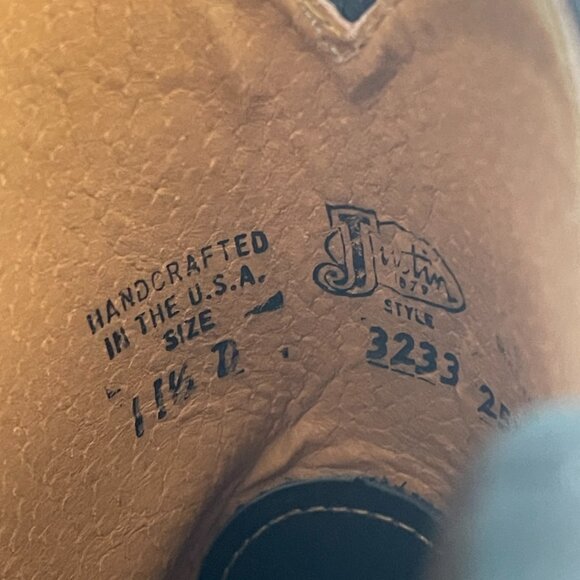 HANDCRAFTED
IN THE U.S.A.
SIZE
11½ D
Justin
STYLE
3233